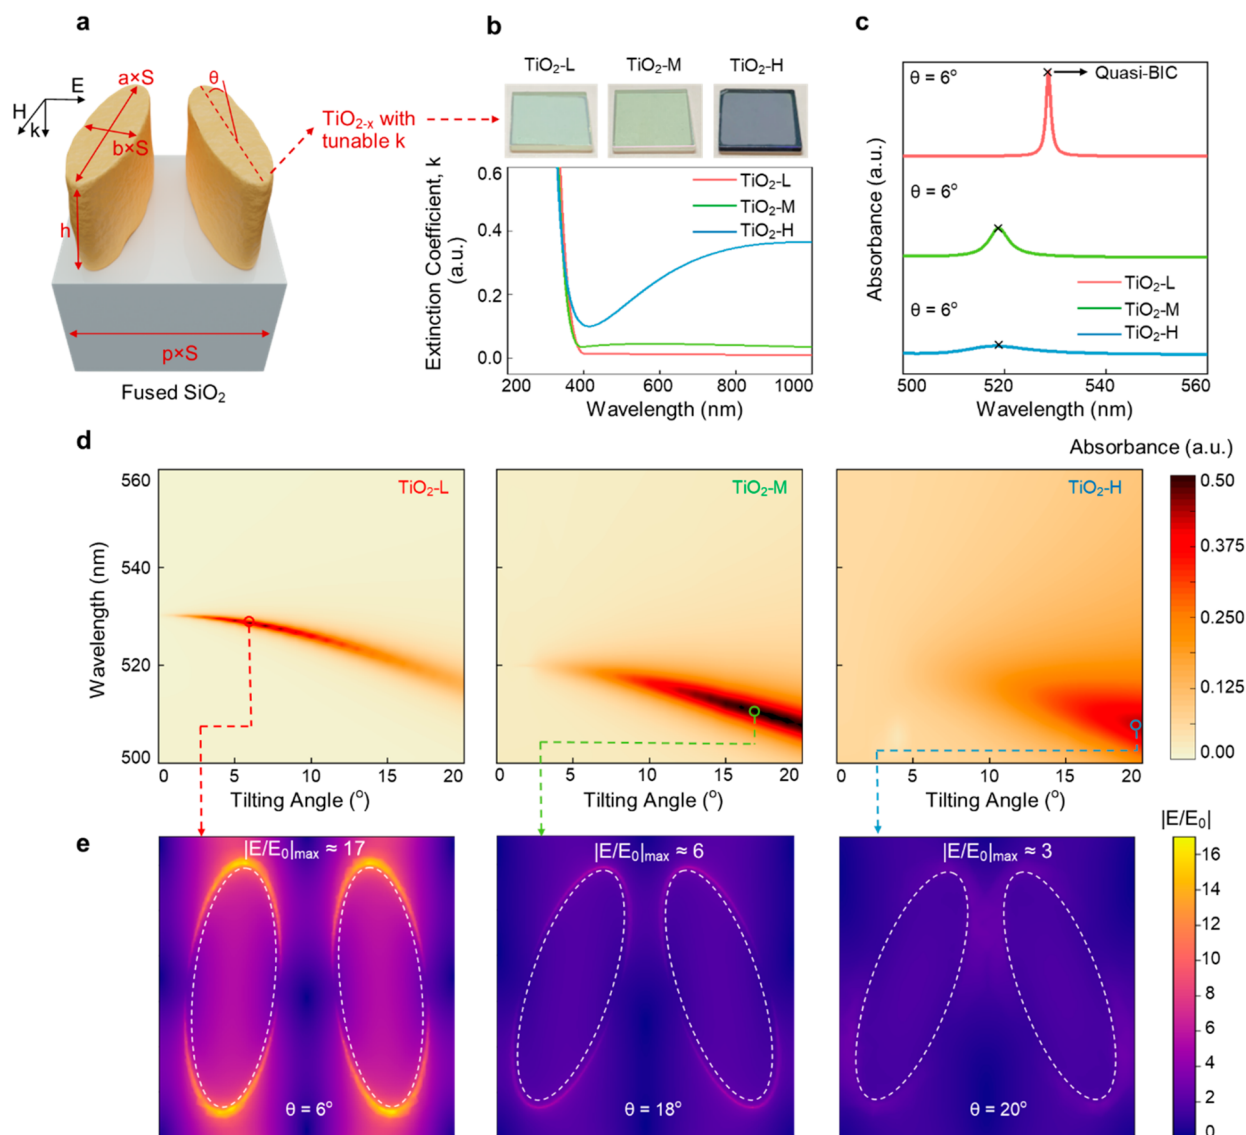 a
E
H
k
a×S
b×S
θ
h
p×S
TiO2-x with
tunable k
Fused SiO2
b
TiO2-L
TiO2-M
TiO2-H
Extinction Coefficient, k
(a.u.)
0.6
0.4
0.2
0.0
TiO2-L
TiO2-M
TiO2-H
200 400 600 800 1000
Wavelength (nm)
c
Absorbance (a.u.)
θ = 6°
Quasi-BIC
θ = 6°
θ = 6°
TiO2-L
TiO2-M
TiO2-H
500 520 540 560
Wavelength (nm)
d
Absorbance (a.u.)
Wavelength (nm)
560
540
520
500
TiO2-L
0 5 10 15 20
Tilting Angle (°)
TiO2-M
0 5 10 15 20
Tilting Angle (°)
TiO2-H
0 5 10 15 20
Tilting Angle (°)
0.50
0.375
0.250
0.125
0.00
e
|E/E0|max ≈ 17
θ = 6°
|E/E0|max ≈ 6
θ = 18°
|E/E0|max ≈ 3
θ = 20°
|E/E0|
16
14
12
10
8
6
4
2
0